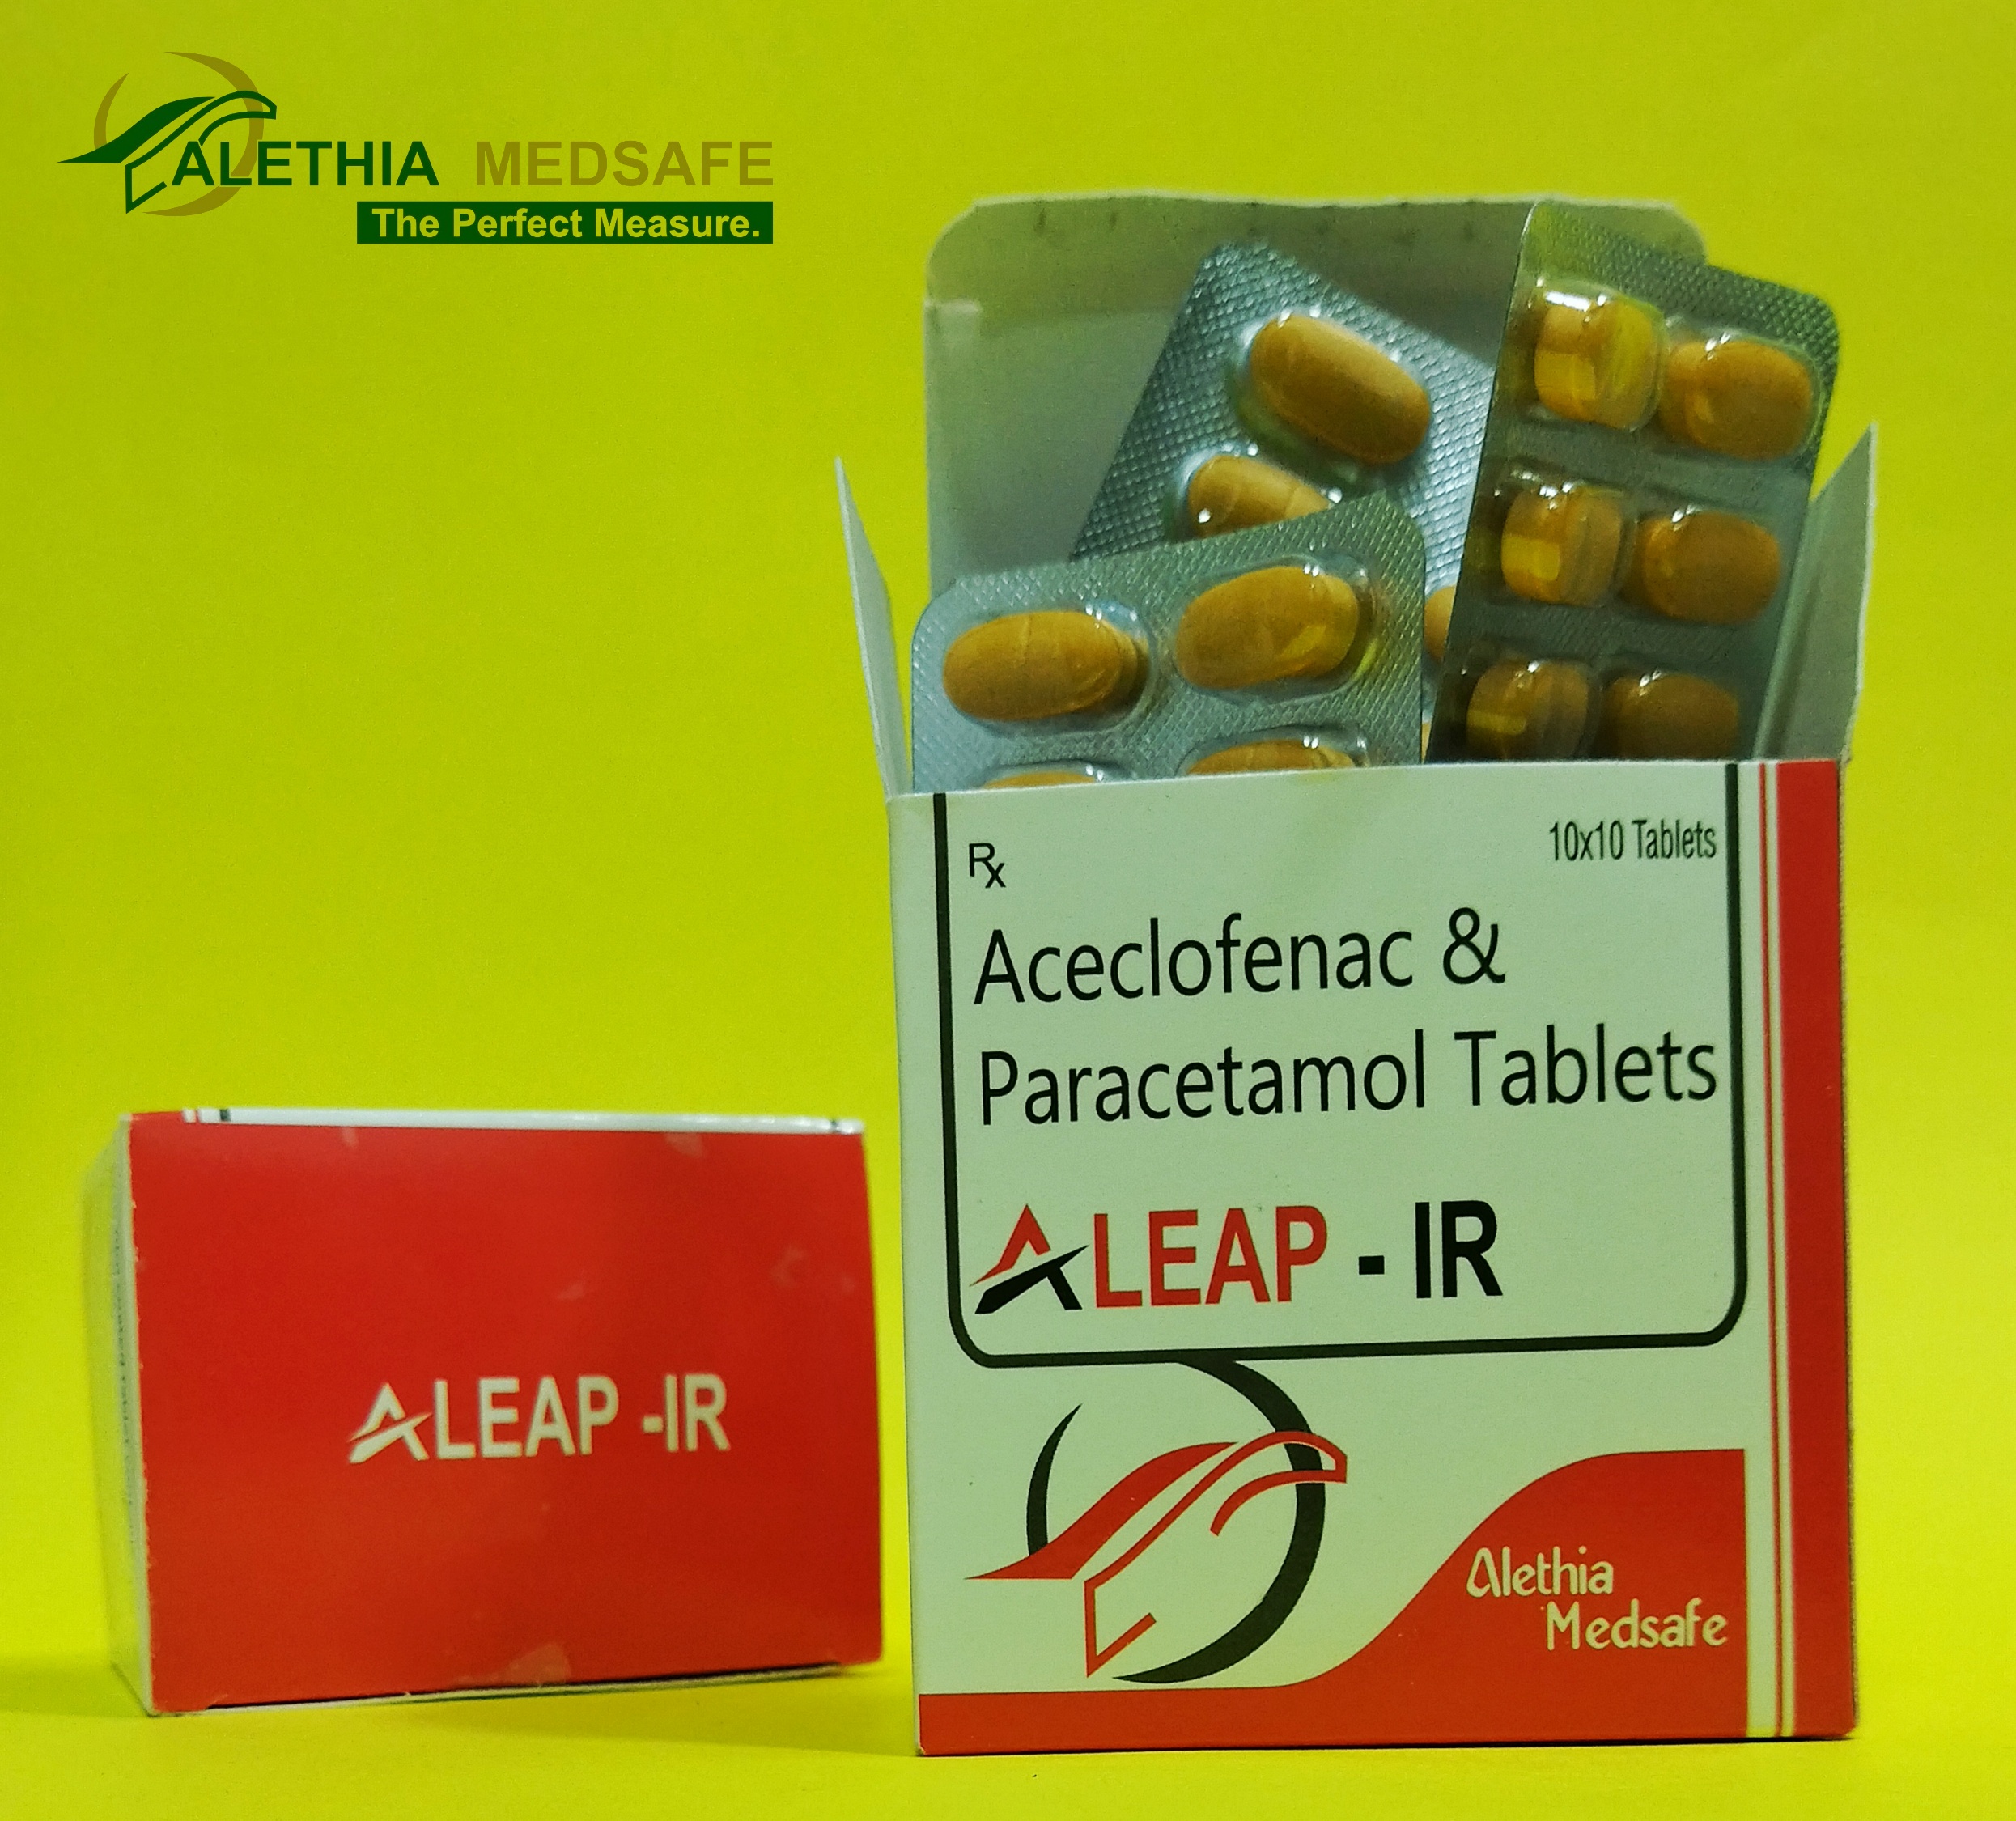 ALETHIA MEDSAFE
The Perfect Measure.
Rx
10x10 Tablets
Aceclofenac &
Paracetamol Tablets
ALEAP - IR
Alethia
Medsafe
ALEAP -IR